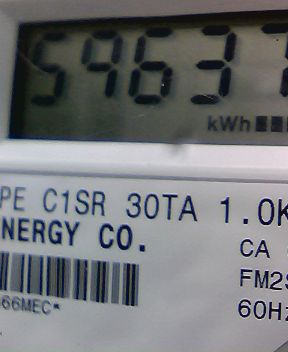 59637
kWh
PE C1SR 30TA 1.0K
NERGY CO.
CA
66MEC*
FM2S
60Hz